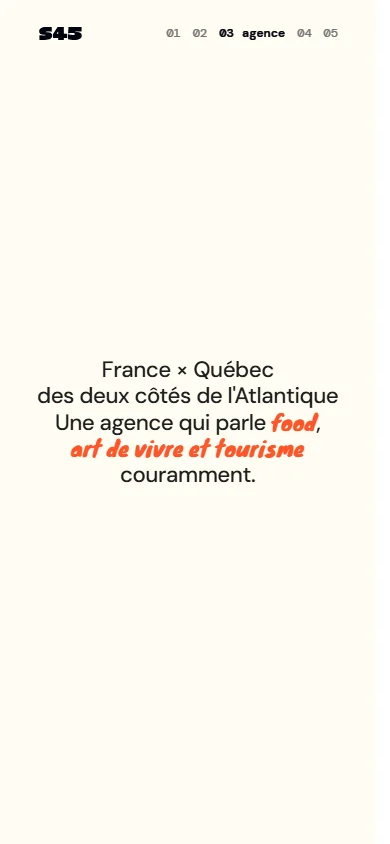 S45
01 02 03 agence 04 05
France × Québec
des deux côtés de l'Atlantique
Une agence qui parle food,
art de vivre et tourisme
couramment.